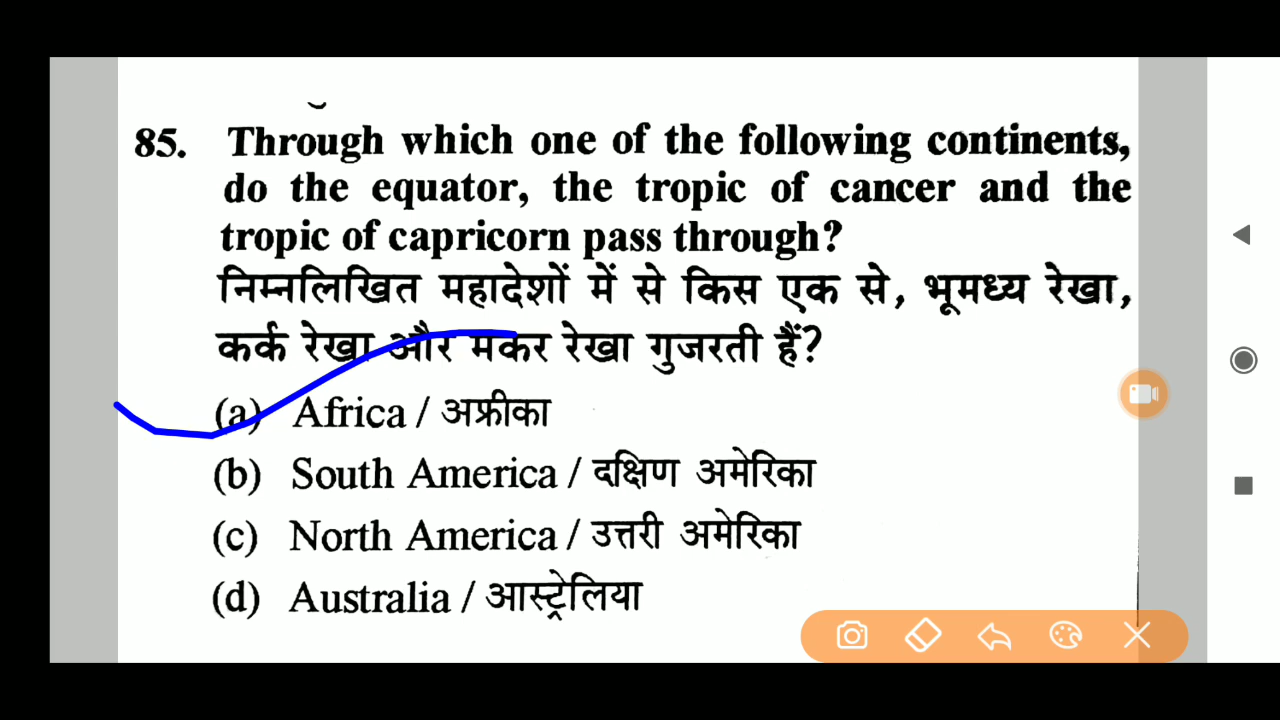 85. Through which one of the following continents,
do the equator, the tropic of cancer and the
tropic of capricorn pass through?
निम्नलिखित महादेशों में से किस एक से, भूमध्य रेखा,
कर्क रेखा और मकर रेखा गुजरती हैं?
(a) Africa / अफ्रीका
(b) South America / दक्षिण अमेरिका
(c) North America / उत्तरी अमेरिका
(d) Australia / आस्ट्रेलिया